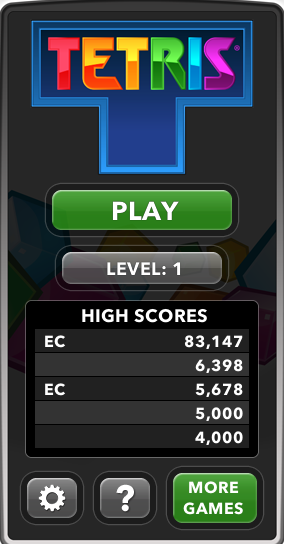 TETRIS
PLAY
LEVEL: 1
HIGH SCORES
EC 83,147
6,398
EC 5,678
5,000
4,000
?
MORE
GAMES